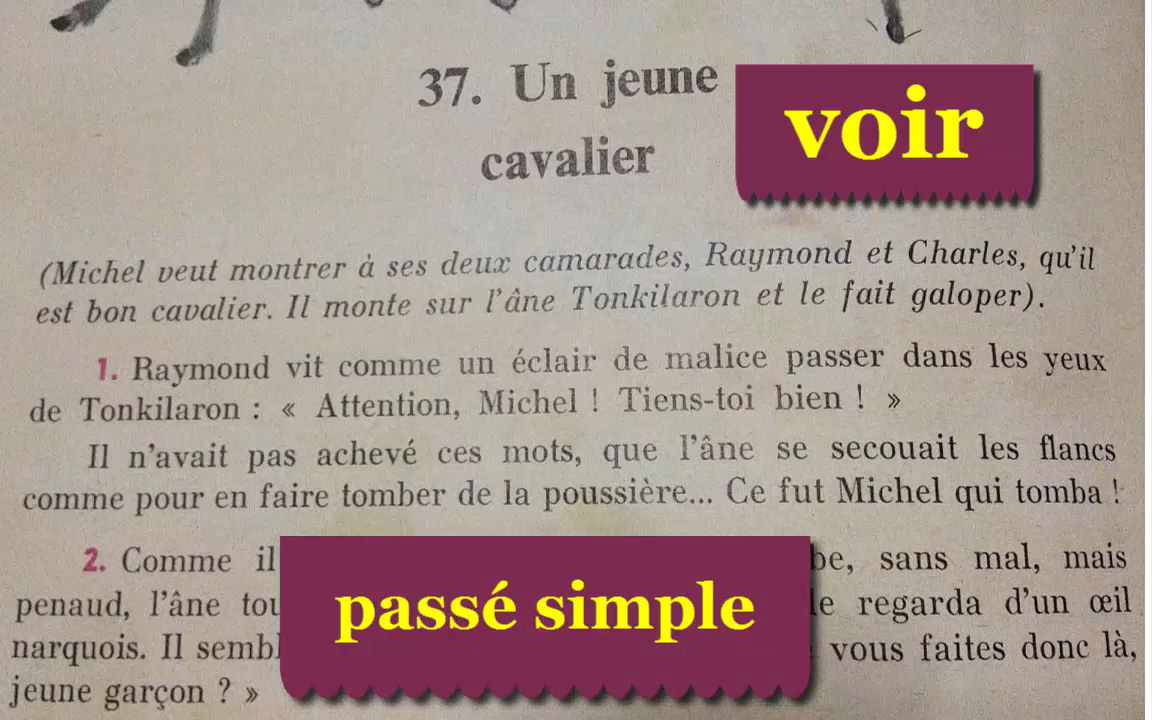 37. Un jeune
cavalier
voir
(Michel veut montrer à ses deux camarades, Raymond et Charles, qu'il
est bon cavalier. Il monte sur l'âne Tonkilaron et le fait galoper).
1. Raymond vit comme un éclair de malice passer dans les yeux
de Tonkilaron : « Attention, Michel ! Tiens-toi bien ! »
Il n'avait pas achevé ces mots, que l'âne se secouait les flancs
comme pour en faire tomber de la poussière... Ce fut Michel qui tomba !
2. Comme il be, sans mal, mais
penaud, l'âne tou le regarda d'un œil
narquois. Il sembl vous faites donc là,
jeune garçon ? »
passé simple